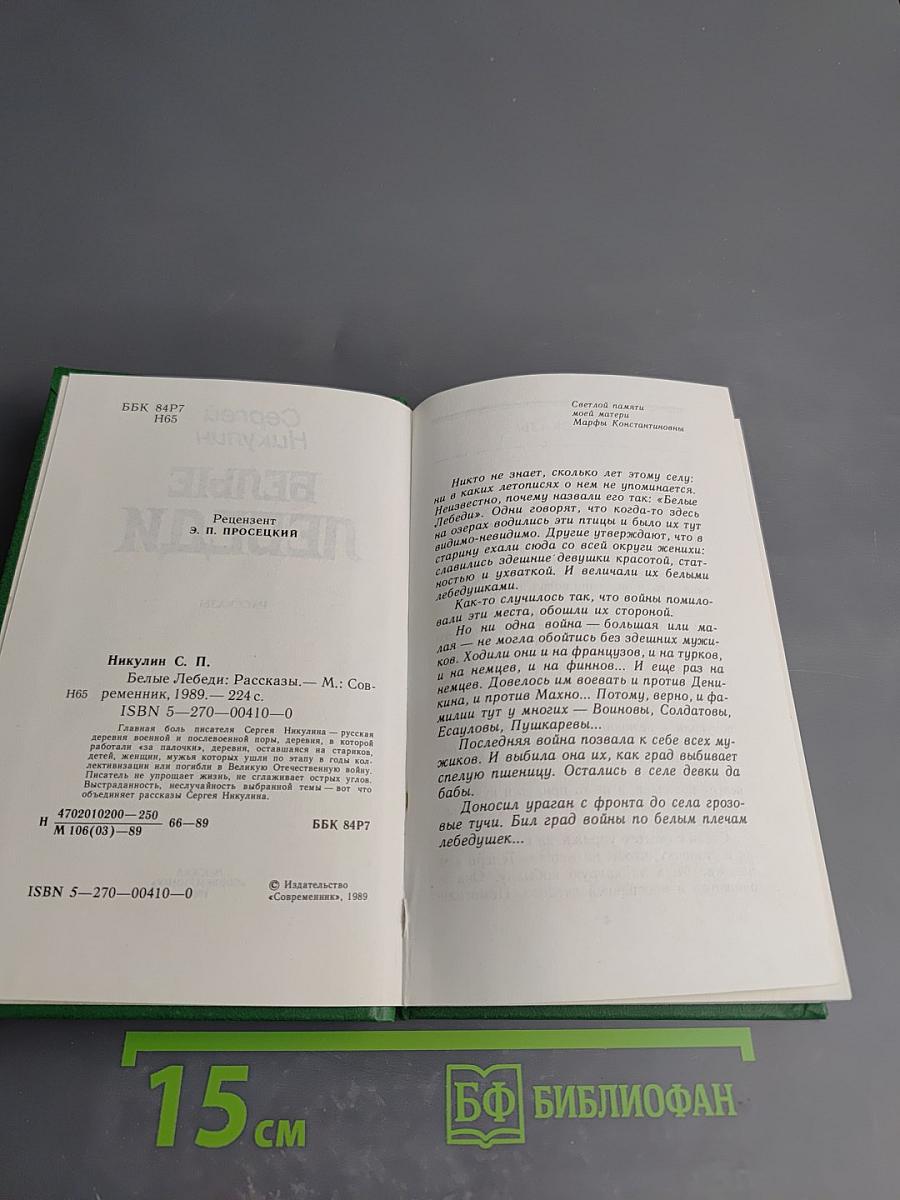 ББК 84Р7
Н65
Рецензент
Э. П. ПРОСЕЦКИЙ
Никулин С. П.
Белые Лебеди: Рассказы.— М.: Сов-
Н65 ременник, 1989.— 224 с.
ISBN 5—270—00410—0
Главная боль писателя Сергея Никулина — русская
деревня военной и послевоенной поры, деревня, в которой
работали «за палочки», деревня, оставшаяся на стариков,
детей, женщин, мужья которых ушли по этапу в годы кол-
лективизации или погибли в Великую Отечественную войну.
Писатель не упрощает жизнь, не сглаживает острых углов.
Выстраданность, неслучайность выбранной темы — вот что
объединяет рассказы Сергея Никулина.
Н 4702010200—250
М 106(03)—89 66—89 ББК 84Р7
ISBN 5—270—00410—0
© Издательство
«Современник», 1989
Светлой памяти
моей матери
Марфы Константиновны
Никто не знает, сколько лет этому селу:
ни в каких летописях о нем не упоминается.
Неизвестно, почему назвали его так: «Белые
Лебеди». Одни говорят, что когда-то здесь
на озерах водились эти птицы и было их тут
видимо-невидимо. Другие утверждают, что в
старину ехали сюда со всей округи женихи:
славились здешние девушки красотой, стат-
ностью и ухваткой. И величали их белыми
лебедушками.
Как-то случилось так, что войны помило-
вали эти места, обошли их стороной.
Но ни одна война — большая или ма-
лая — не могла обойтись без здешних мужи-
ков. Ходили они и на французов, и на турков,
и на немцев, и на финнов... И еще раз на
немцев. Довелось им воевать и против Дени-
кина, и против Махно... Потому, верно, и фа-
милии тут у многих — Воиновы, Солдатовы,
Есауловы, Пушкаревы...
Последняя война позвала к себе всех му-
жиков. И выбила она их, как град выбивает
спелую пшеницу. Остались в селе девки да
бабы.
Доносил ураган с фронта до села грозо-
вые тучи. Бил град войны по белым плечам
лебедушек...
15 см
БФ БИБЛИОФАН